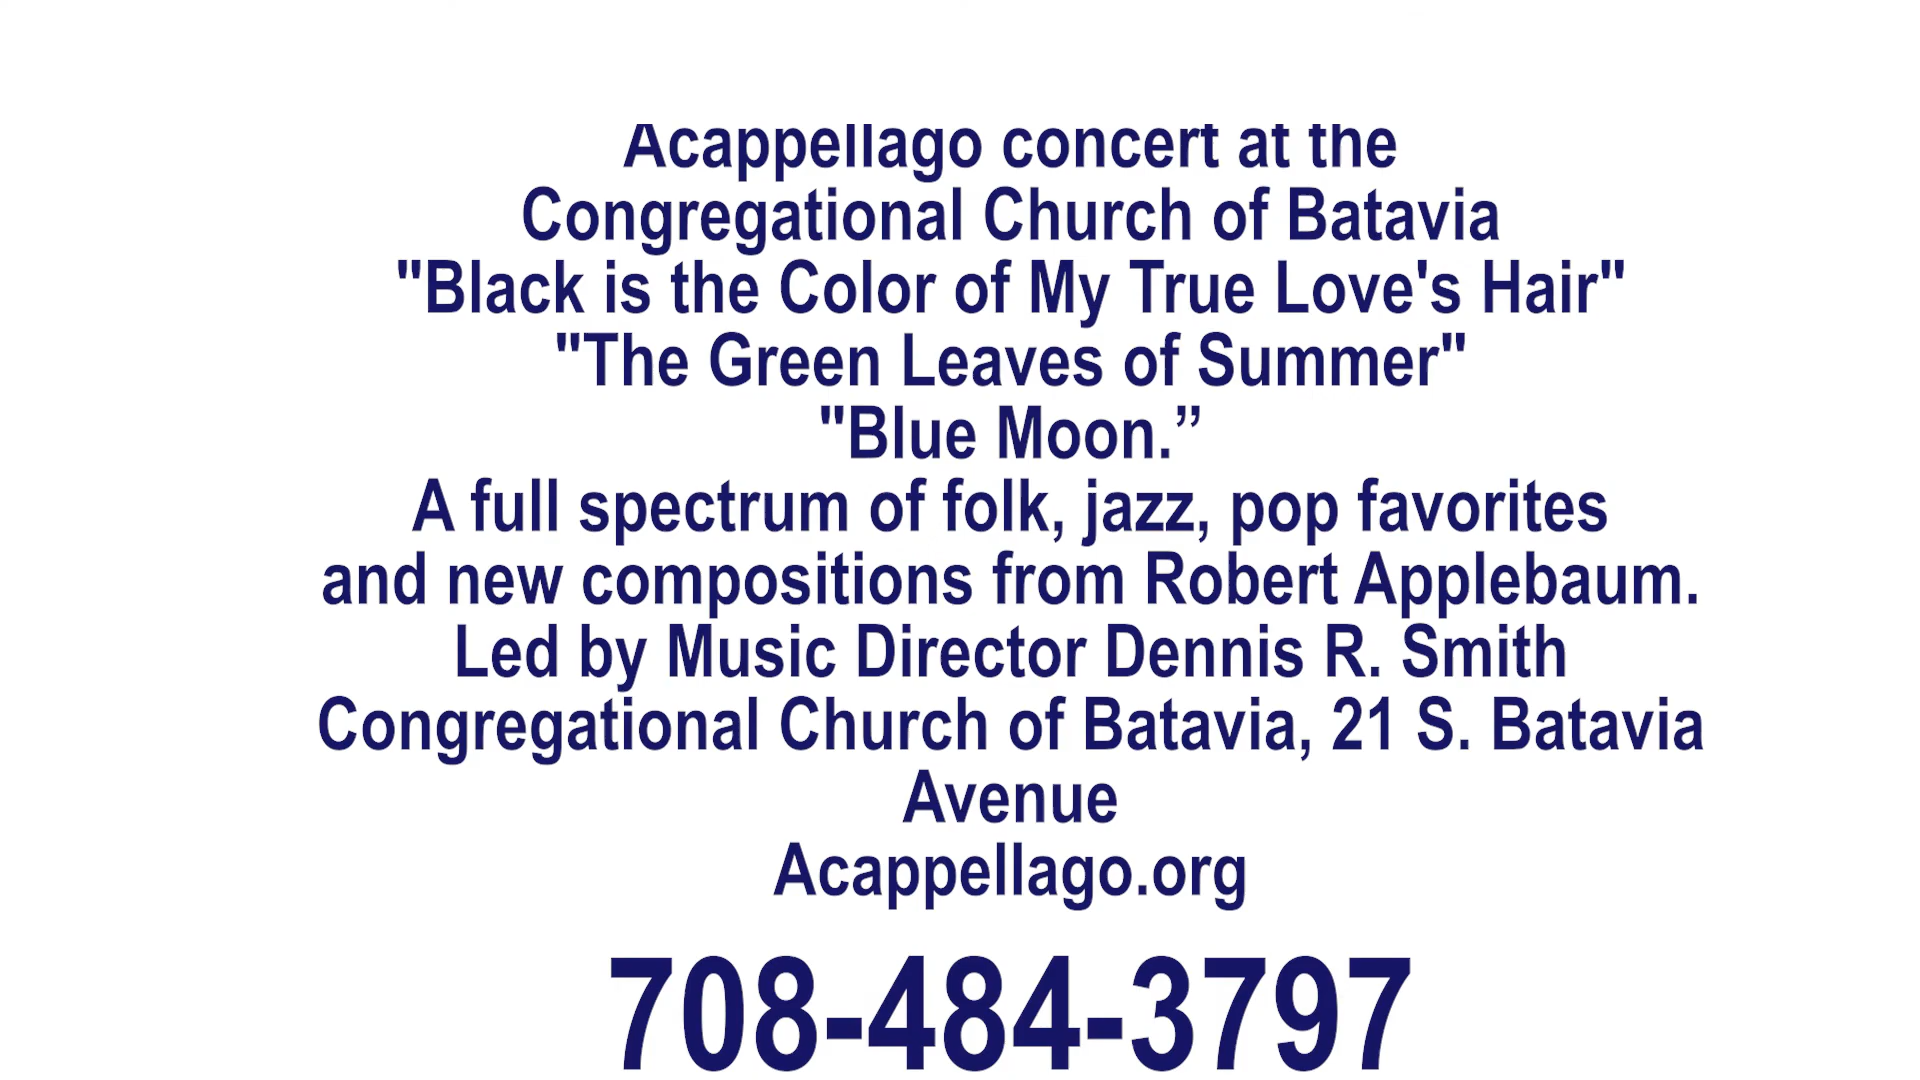 Acappellago concert at the
Congregational Church of Batavia
"Black is the Color of My True Love's Hair"
"The Green Leaves of Summer"
"Blue Moon.”
A full spectrum of folk, jazz, pop favorites
and new compositions from Robert Applebaum.
Led by Music Director Dennis R. Smith
Congregational Church of Batavia, 21 S. Batavia
Avenue
Acappellago.org
708-484-3797